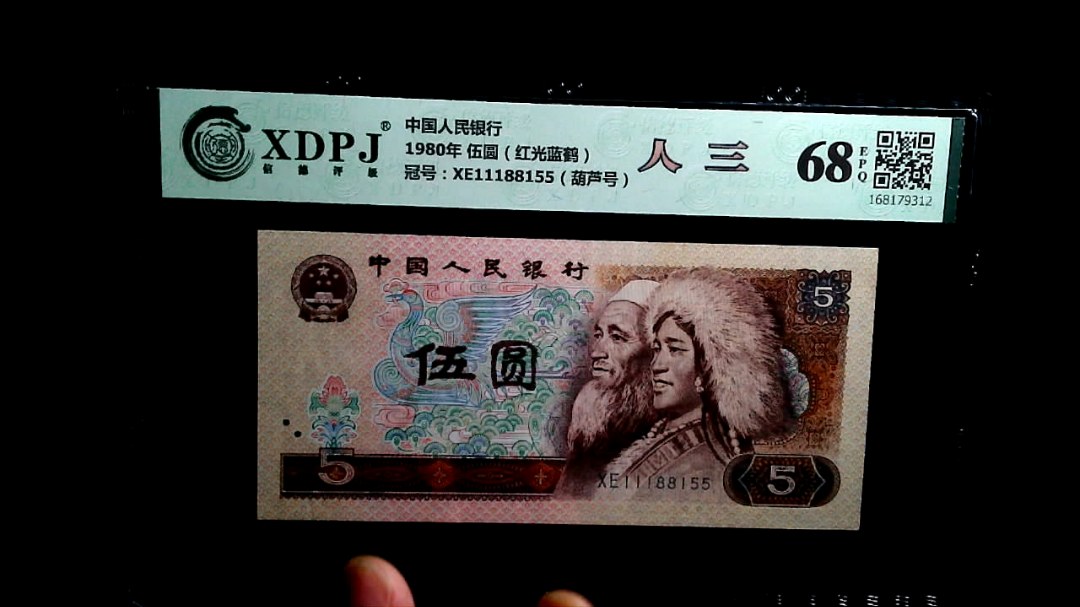 XDPJ®
信德评级
中国人民银行
1980年 伍圆（红光蓝鹤）
冠号：XE11188155（葫芦号）
人三
68
EPQ
168179312
中国人民银行
5
伍圆
5
XE11188155
5